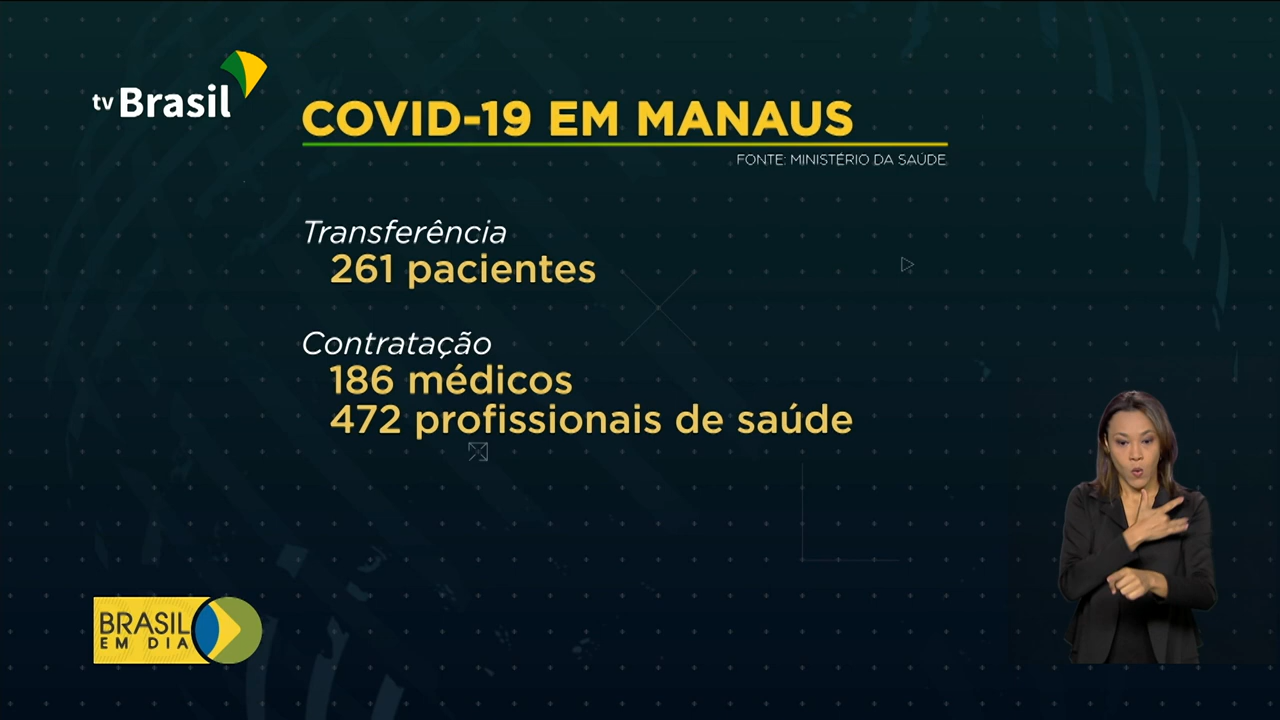 tv Brasil
COVID-19 EM MANAUS
FONTE: MINISTÉRIO DA SAÚDE
Transferência
261 pacientes
Contratação
186 médicos
472 profissionais de saúde
BRASIL
EM DIA